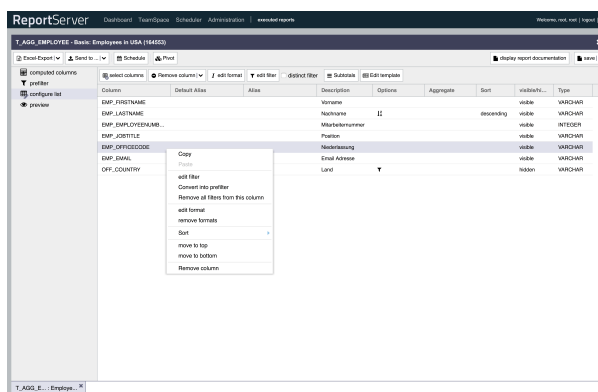 ReportServer Dashboard TeamSpace Scheduler Administration | executed reports Welcome, root, root | logout |
T_AGG_EMPLOYEE - Basis: Employees in USA (164553)
Excel-Export | Send to ... | Schedule Pivot display report documentation save |
computed columns
prefilter
configure list
preview
select columns Remove column | edit format edit filter distinct filter Subtotals Edit template
Column Default Alias Alias Description Options Aggregate Sort visible/hi... Type
EMP_FIRSTNAME Vorname visible VARCHAR
EMP_LASTNAME Nachname descending visible VARCHAR
EMP_EMPLOYEENUMB... Mitarbeiternummer visible INTEGER
EMP_JOBTITLE Position visible VARCHAR
EMP_OFFICECODE Niederlassung visible VARCHAR
EMP_EMAIL Email Adresse visible VARCHAR
OFF_COUNTRY Land hidden VARCHAR
Copy
Paste
edit filter
Convert into prefilter
Remove all filters from this column
edit format
remove formats
Sort
move to top
move to bottom
Remove column
T_AGG_E... : Employe...